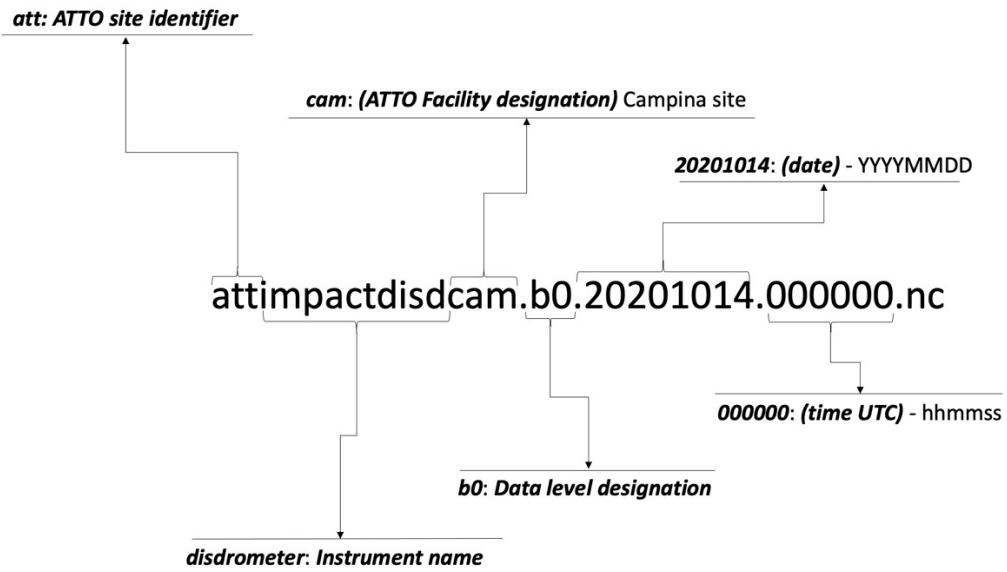 att: ATTO site identifier
cam: (ATTO Facility designation) Campina site
20201014: (date) - YYYYMMDD
attimpactdisdcam.b0.20201014.000000.nc
000000: (time UTC) - hhmmss
b0: Data level designation
disdrometer: Instrument name